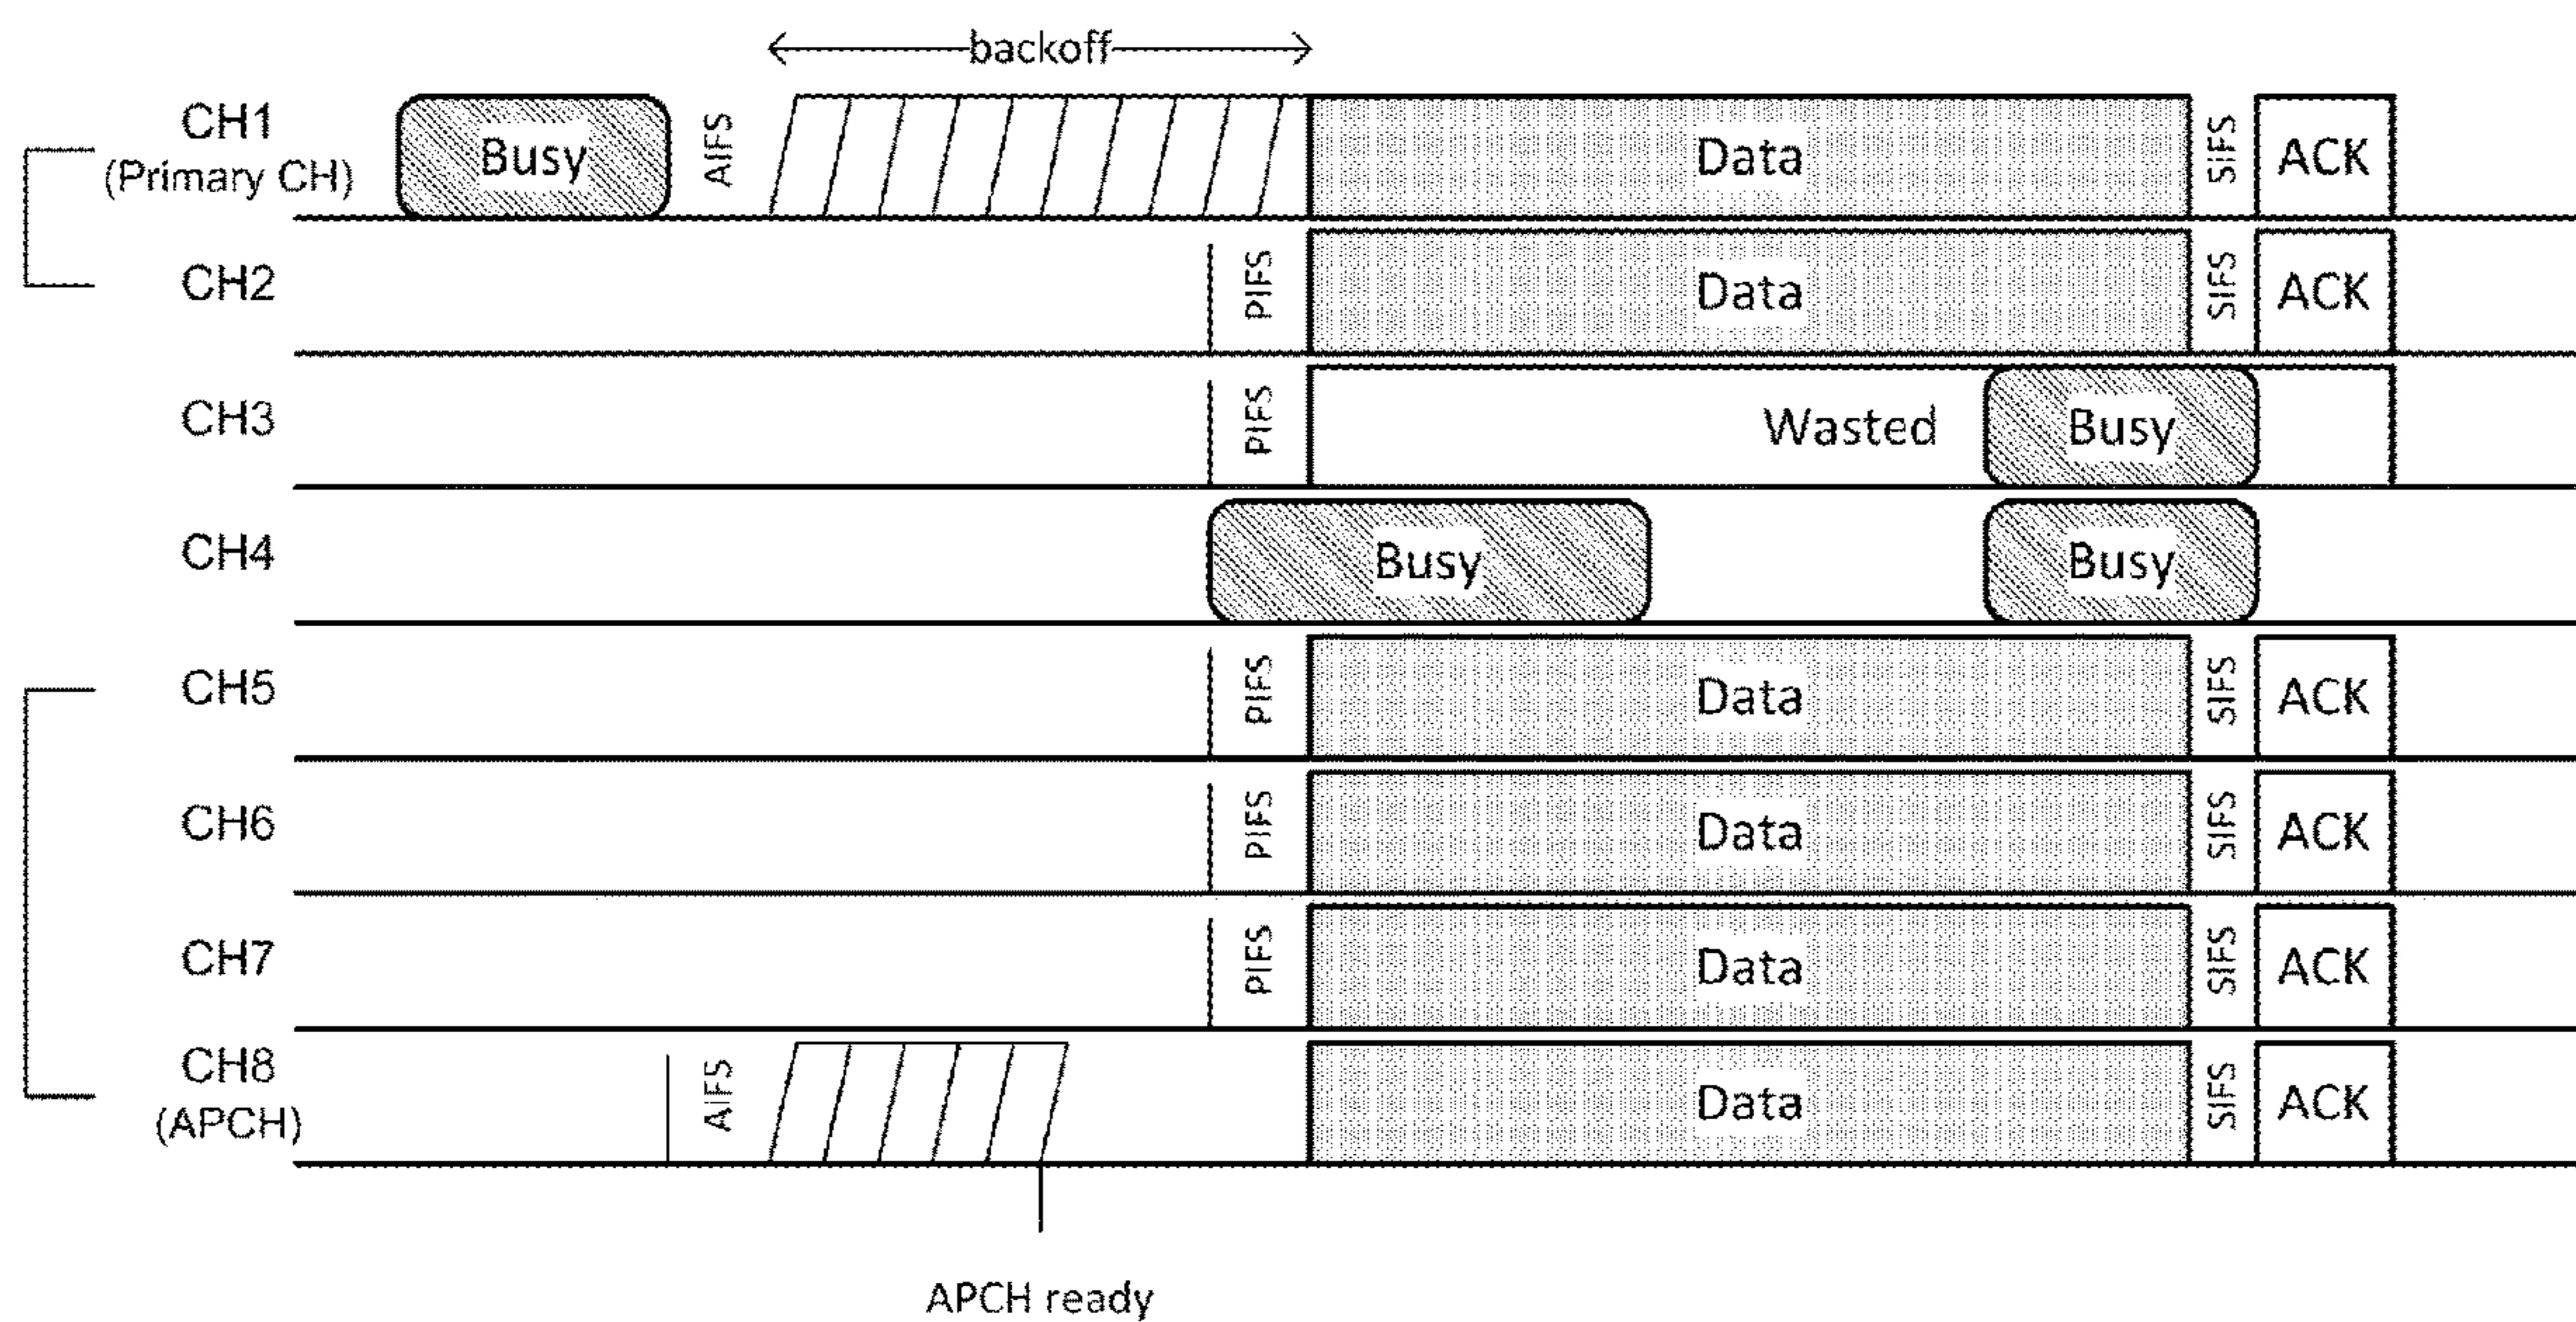 backoff
CH1
(Primary CH)
Busy
AIFS
Data
SIFS
ACK
CH2
PIFS
Data
SIFS
ACK
CH3
PIFS
Wasted
Busy
CH4
Busy
Busy
CH5
PIFS
Data
SIFS
ACK
CH6
PIFS
Data
SIFS
ACK
CH7
PIFS
Data
SIFS
ACK
CH8
(APCH)
AIFS
Data
SIFS
ACK
APCH ready